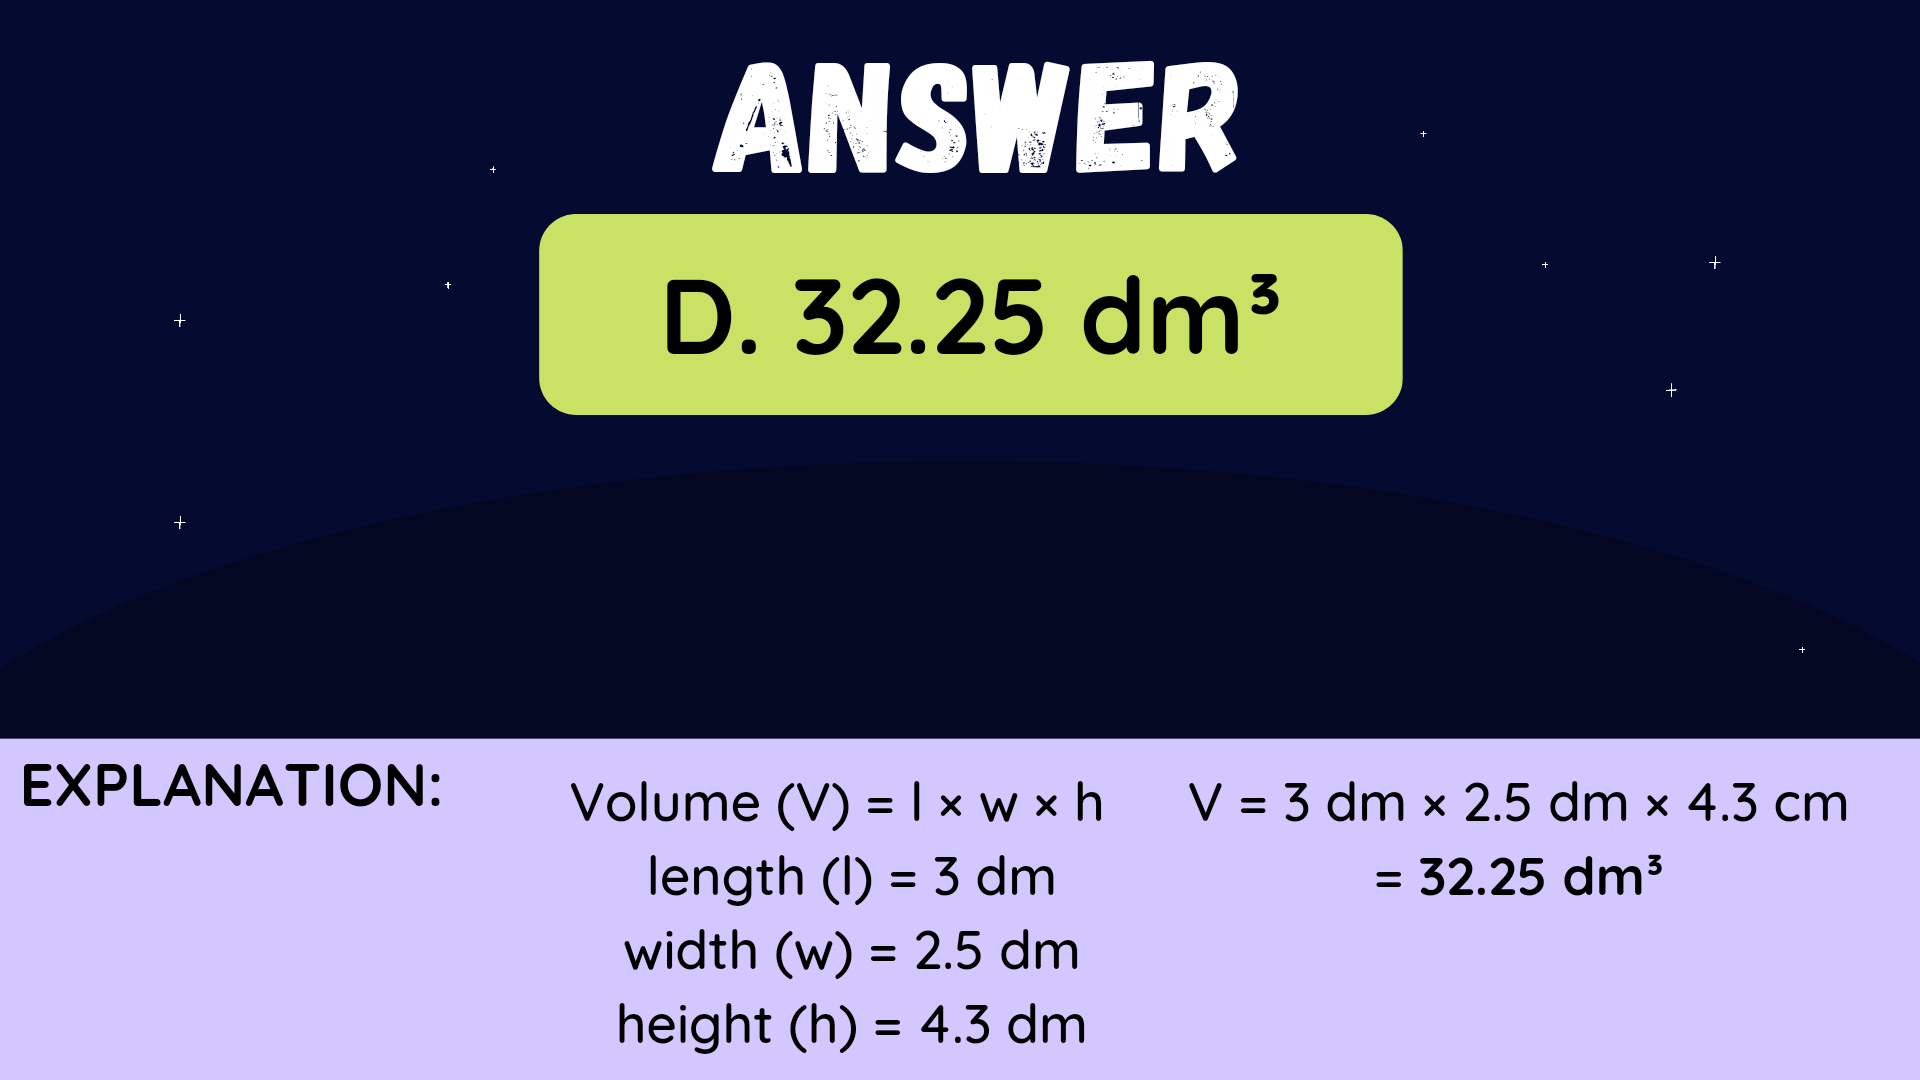 ANSWER
D. 32.25 dm³
EXPLANATION:
Volume (V) = l × w × h
length (l) = 3 dm
width (w) = 2.5 dm
height (h) = 4.3 dm
V = 3 dm × 2.5 dm × 4.3 cm
= 32.25 dm³